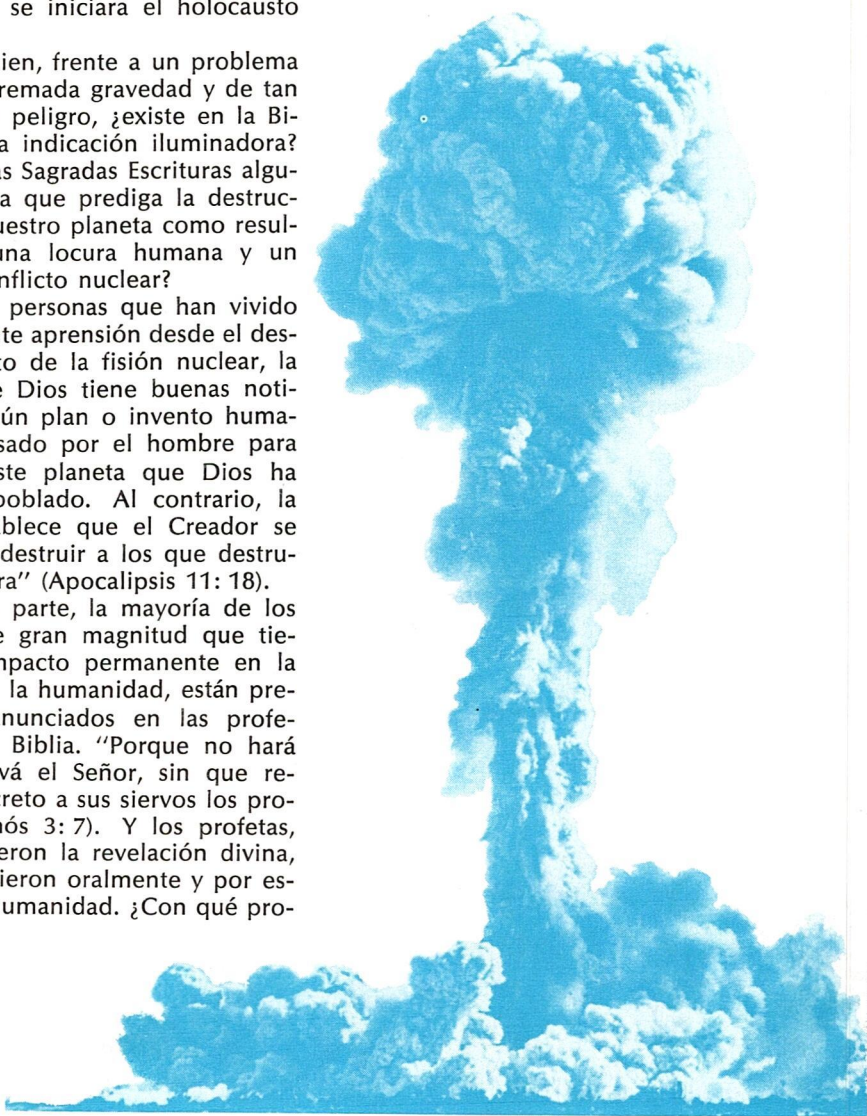 se iniciara el holocausto
ien, frente a un problema
remada gravedad y de tan
peligro, ¿existe en la Bi-
a indicación iluminadora?
as Sagradas Escrituras algu-
a que prediga la destruc-
uestro planeta como resul-
una locura humana y un
nflicto nuclear?
personas que han vivido
te aprensión desde el des-
to de la fisión nuclear, la
e Dios tiene buenas noti-
ún plan o invento huma-
sado por el hombre para
ste planeta que Dios ha
poblado. Al contrario, la
blece que el Creador se
destruir a los que destru-
ra" (Apocalipsis 11: 18).
parte, la mayoría de los
e gran magnitud que tie-
mpacto permanente en la
la humanidad, están pre-
nunciados en las profe-
Biblia. "Porque no hará
vá el Señor, sin que re-
creto a sus siervos los pro-
nós 3: 7). Y los profetas,
eron la revelación divina,
ieron oralmente y por es-
umanidad. ¿Con qué pro-